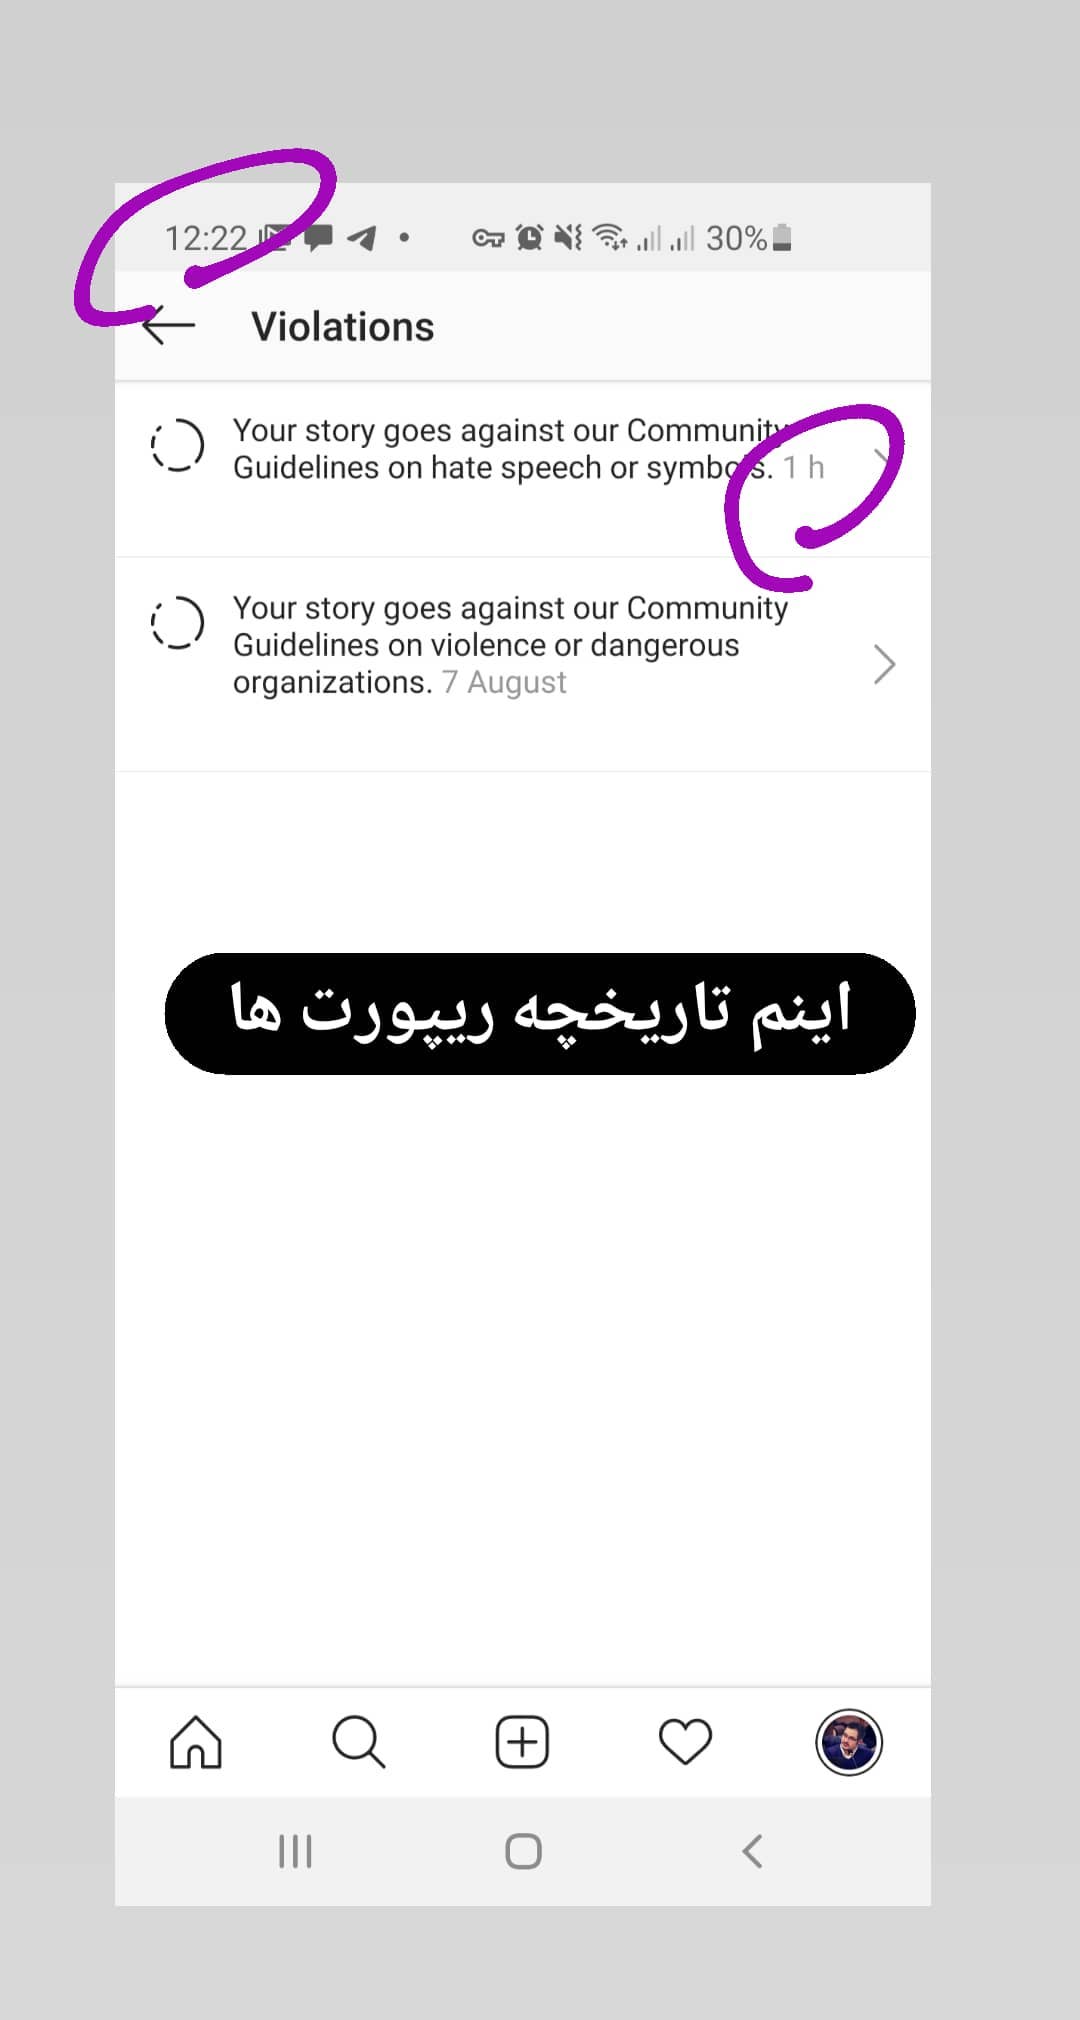 12:22
30%
Violations
Your story goes against our Community
Guidelines on hate speech or symbols. 1 h
Your story goes against our Community
Guidelines on violence or dangerous
organizations. 7 August
اینم تاریخچه ریپورت ها